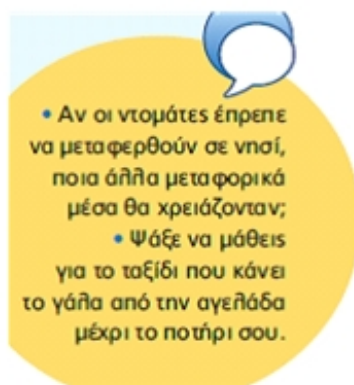 • Αν οι ντομάτες έπρεπε
να μεταφερθούν σε νησί,
ποια άλλα μεταφορικά
μέσα θα χρειάζονταν;
• Ψάξε να μάθεις
για το ταξίδι που κάνει
το γάλα από την αγελάδα
μέχρι το ποτήρι σου.